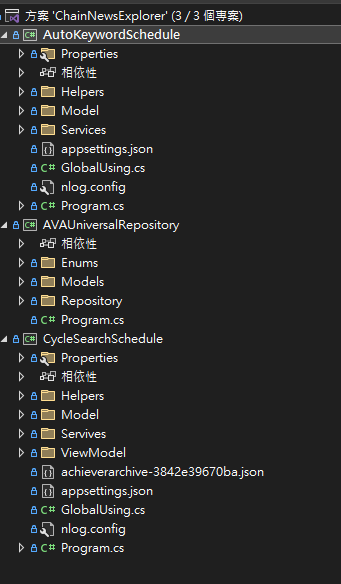 方案 'ChainNewsExplorer' (3 / 3 個專案)
C# AutoKeywordSchedule
Properties
相依性
Helpers
Model
Services
appsettings.json
C# GlobalUsing.cs
nlog.config
C# Program.cs
C# AVAUniversalRepository
相依性
Enums
Models
Repository
C# Program.cs
C# CycleSearchSchedule
Properties
相依性
Helpers
Model
Servives
ViewModel
achieverarchive-3842e39670ba.json
appsettings.json
C# GlobalUsing.cs
nlog.config
C# Program.cs